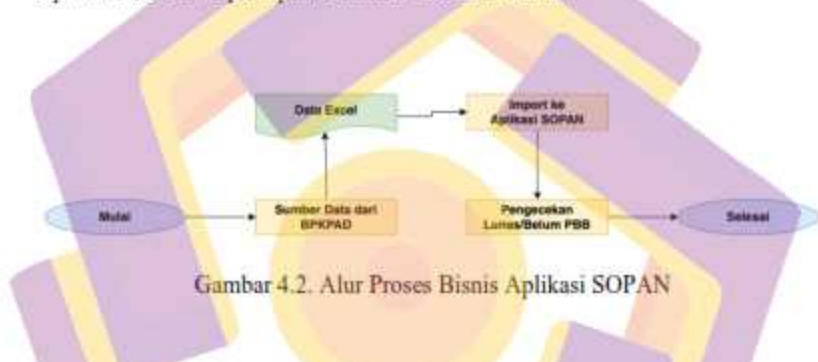 Data Excel
Import ke
Aplikasi SOPAN
Mulai
Sumber Data dari
BPKPAD
Pengecekan
Lunas/Belum PBB
Selesai
Gambar 4.2. Alur Proses Bisnis Aplikasi SOPAN